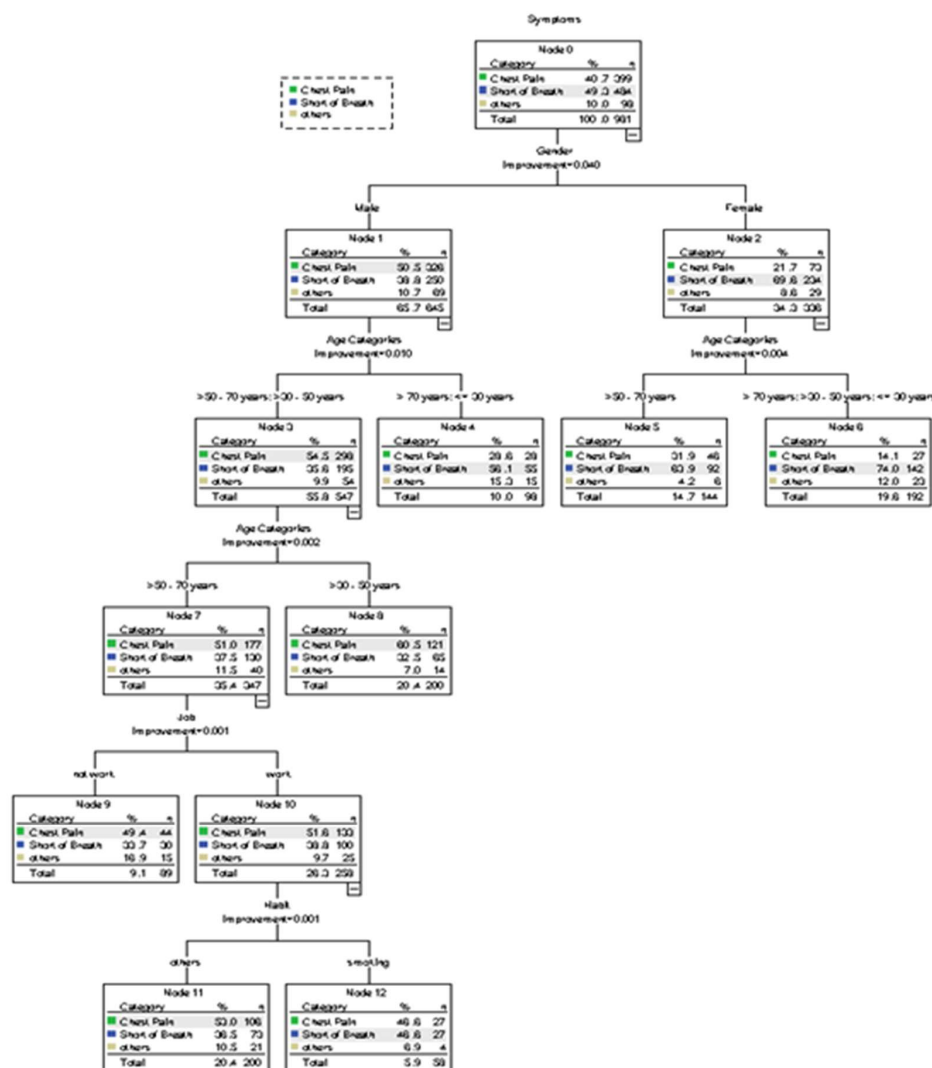 Symptoms
Node 0
Category % n
Chest Pain 40.7 399
Short of Breath 49.3 484
others 10.0 98
Total 100.0 981
Chest Pain
Short of Breath
others
Gender
Improvement=0.040
Male
Female
Node 1
Category % n
Chest Pain 50.5 326
Short of Breath 38.8 250
others 10.7 69
Total 65.7 645
Node 2
Category % n
Chest Pain 21.7 73
Short of Breath 69.6 234
others 8.6 29
Total 34.3 336
Age Categories
Improvement=0.010
Age Categories
Improvement=0.004
>50 - 70 years; >30 - 50 years
> 70 years; <= 30 years
>50 - 70 years
> 70 years; >30 - 50 years; <= 30 years
Node 3
Category % n
Chest Pain 54.5 298
Short of Breath 35.6 195
others 9.9 54
Total 55.8 547
Node 4
Category % n
Chest Pain 28.6 28
Short of Breath 56.1 55
others 15.3 15
Total 10.0 98
Node 5
Category % n
Chest Pain 31.9 46
Short of Breath 63.9 92
others 4.2 6
Total 14.7 144
Node 6
Category % n
Chest Pain 14.1 27
Short of Breath 74.0 142
others 12.0 23
Total 19.6 192
Age Categories
Improvement=0.002
>50 - 70 years
>30 - 50 years
Node 7
Category % n
Chest Pain 51.0 177
Short of Breath 37.5 130
others 11.5 40
Total 35.4 347
Node 8
Category % n
Chest Pain 60.5 121
Short of Breath 32.5 65
others 7.0 14
Total 20.4 200
Job
Improvement=0.001
not work
work
Node 9
Category % n
Chest Pain 49.4 44
Short of Breath 33.7 30
others 16.9 15
Total 9.1 89
Node 10
Category % n
Chest Pain 51.6 133
Short of Breath 38.8 100
others 9.7 25
Total 26.3 258
Habit
Improvement=0.001
others
smoking
Node 11
Category % n
Chest Pain 53.0 106
Short of Breath 36.5 73
others 10.5 21
Total 20.4 200
Node 12
Category % n
Chest Pain 46.6 27
Short of Breath 46.6 27
others 6.9 4
Total 5.9 58